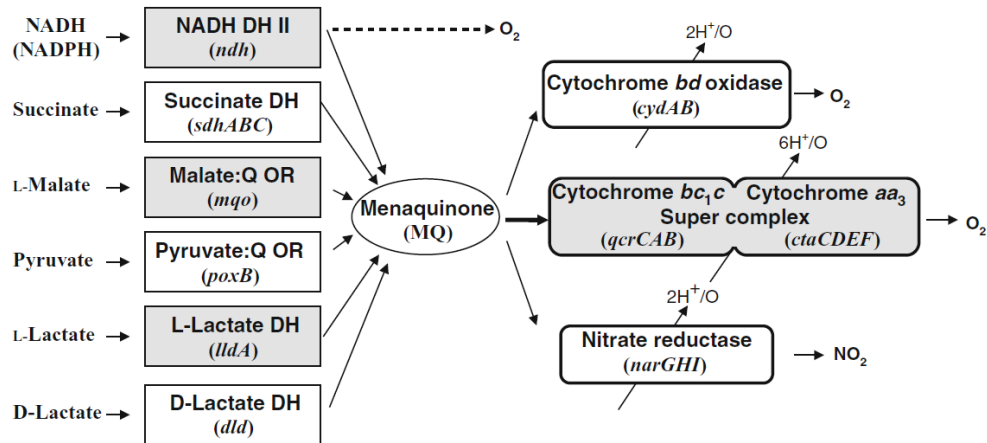 NADH
(NADPH)
NADH DH II
(ndh)
O2
Succinate
Succinate DH
(sdhABC)
L-Malate
Malate:Q OR
(mqo)
Pyruvate
Pyruvate:Q OR
(poxB)
L-Lactate
L-Lactate DH
(lldA)
D-Lactate
D-Lactate DH
(dld)
Menaquinone
(MQ)
2H+/O
Cytochrome bd oxidase
(cydAB)
O2
6H+/O
Cytochrome bc1c Cytochrome aa3
Super complex
(qcrCAB) (ctaCDEF)
O2
2H+/O
Nitrate reductase
(narGHI)
NO2